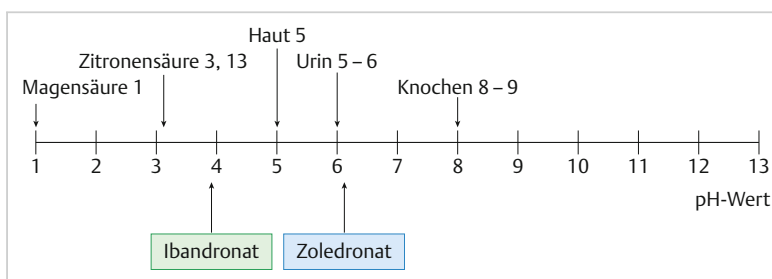 Haut 5
Zitronensäure 3, 13 Urin 5 – 6
Magensäure 1 Knochen 8 – 9
1 2 3 4 5 6 7 8 9 10 11 12 13
pH-Wert
Ibandronat Zoledronat